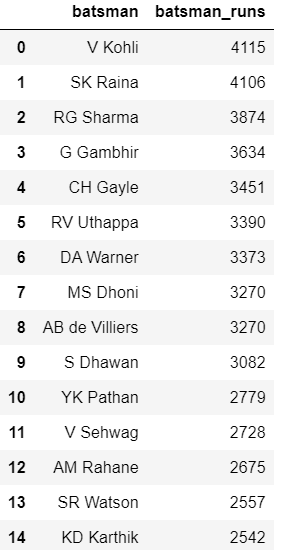 batsman batsman_runs
0 V Kohli 4115
1 SK Raina 4106
2 RG Sharma 3874
3 G Gambhir 3634
4 CH Gayle 3451
5 RV Uthappa 3390
6 DA Warner 3373
7 MS Dhoni 3270
8 AB de Villiers 3270
9 S Dhawan 3082
10 YK Pathan 2779
11 V Sehwag 2728
12 AM Rahane 2675
13 SR Watson 2557
14 KD Karthik 2542